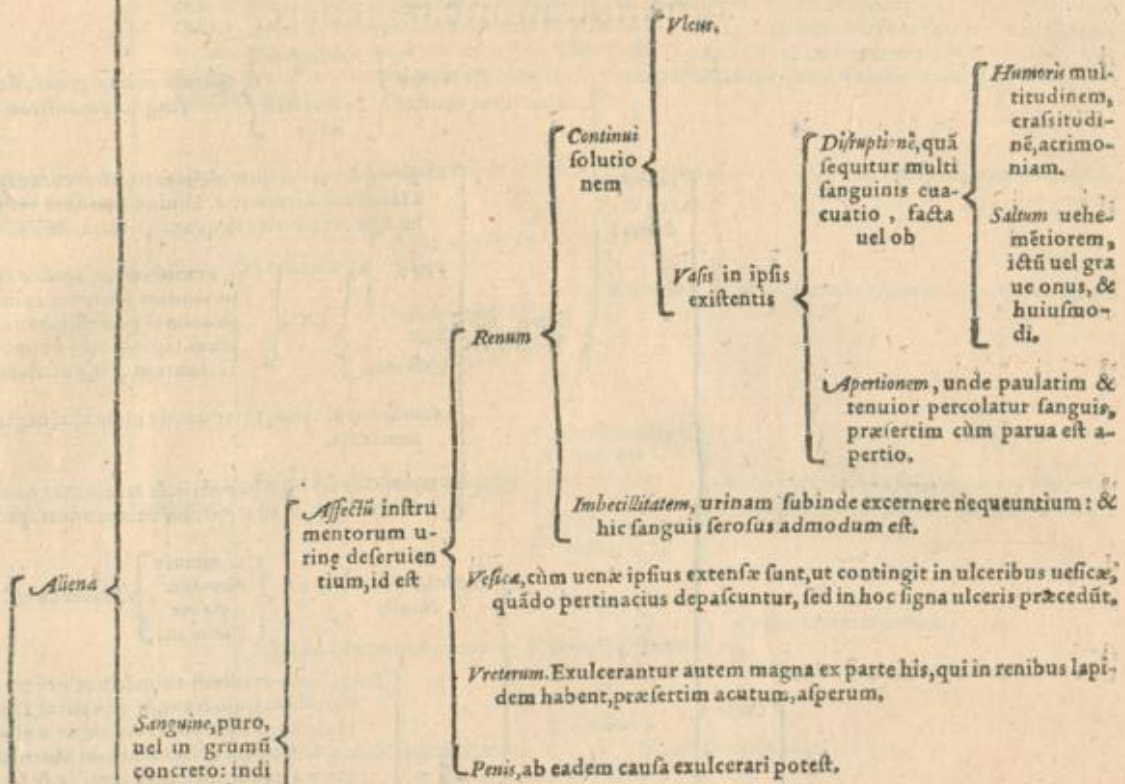 Vlcus.
Continui
ſolutio
nem
Diſruptionẽ, quã
ſequitur multi
ſanguinis eua-
cuatio, facta
uel ob
Humoris mul-
titudinem,
craſsitudi-
nẽ, acrimo-
niam.
Saltum uehe-
mẽtiorem,
ictũ uel gra
ue onus, &
huiuſmo-
di.
Vaſis in ipſis
exiſtentis
Apertionem, unde paulatim &
tenuior percolatur ſanguis,
præſertim cùm parua eſt a-
pertio.
Renum
Imbecillitatem, urinam ſubinde excernere nequeuntium: &
hic ſanguis ſeroſus admodum eſt.
Aliena
Affectũ inſtru
mentorum u-
rinę deſeruien
tium, id eſt
Veſicæ, cùm uenæ ipſius extenſæ ſunt, ut contingit in ulceribus ueſicæ,
quãdo pertinacius depaſcuntur, ſed in hoc ſigna ulceris præcedũt.
Vreterum. Exulcerantur autem magna ex parte his, qui in renibus lapi-
dem habent, præſertim acutum, aſperum.
Sanguine, puro,
uel in grumũ
concreto: indi
Penis, ab eadem cauſa exulcerari poteſt.